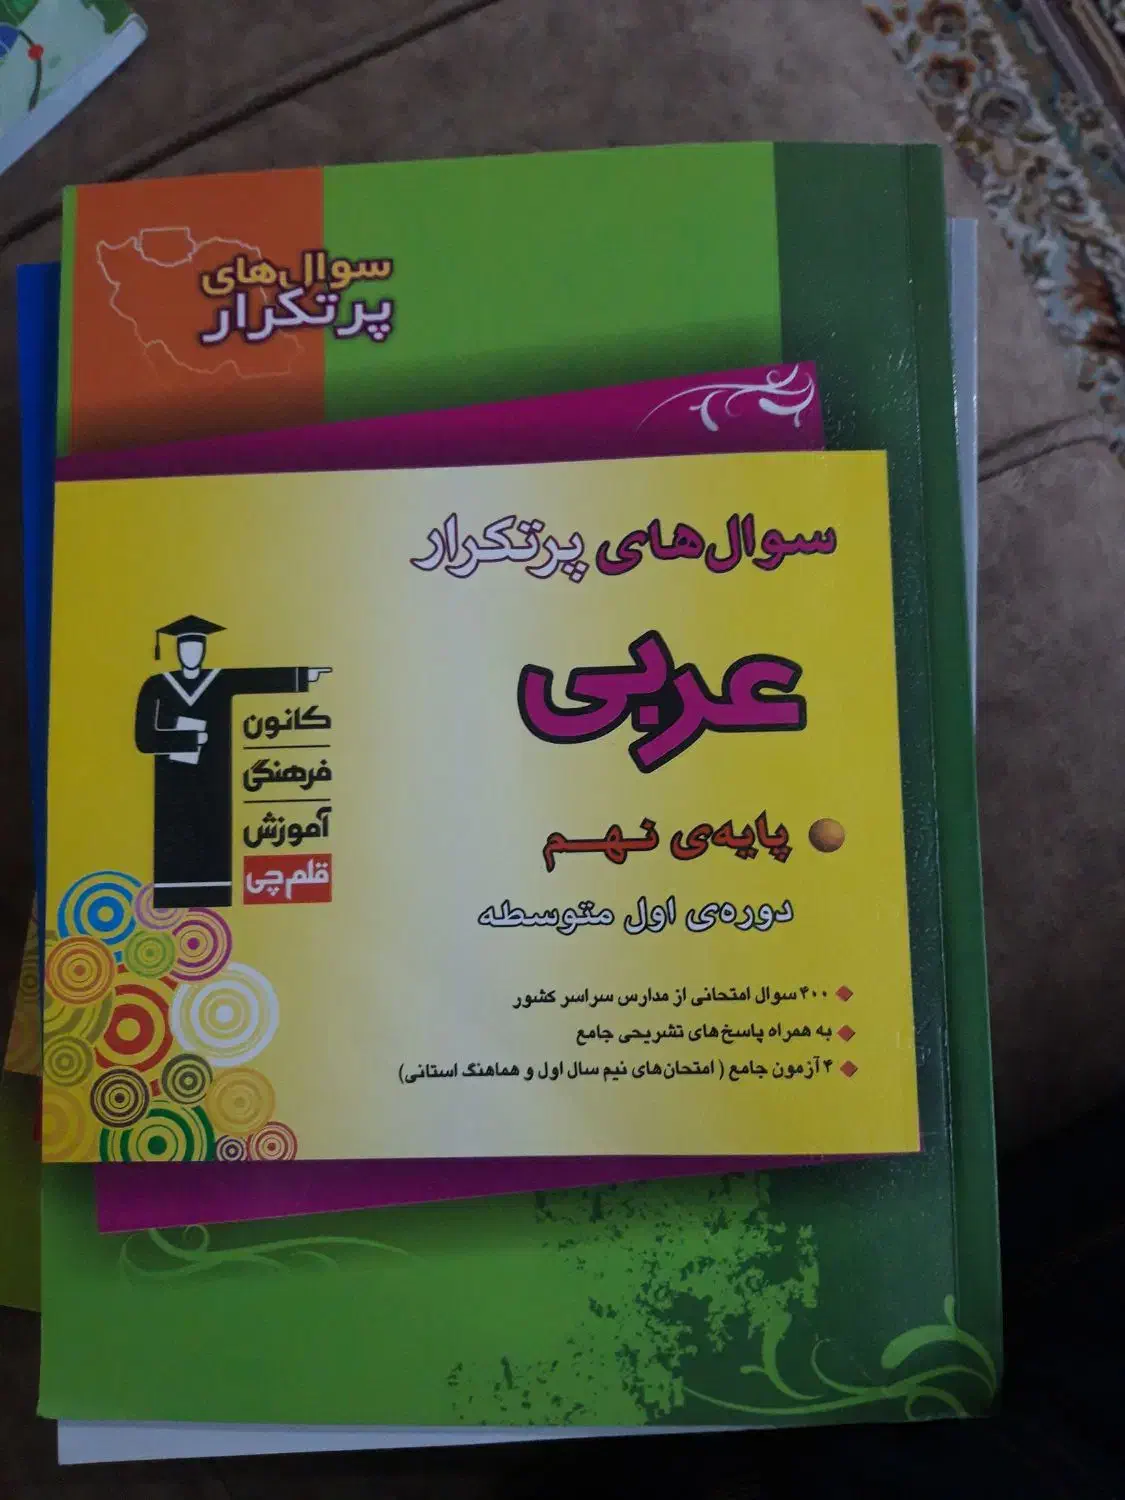 سوال‌های
پرتکرار
سوال‌های پرتکرار
عربی
پایه‌ی نهم
دوره‌ی اول متوسطه
۴۰۰ سوال امتحانی از مدارس سراسر کشور
به همراه پاسخ‌های تشریحی جامع
۴ آزمون جامع ( امتحان‌های نیم سال اول و هماهنگ استانی)
کانون
فرهنگی
آموزش
قلم‌چی